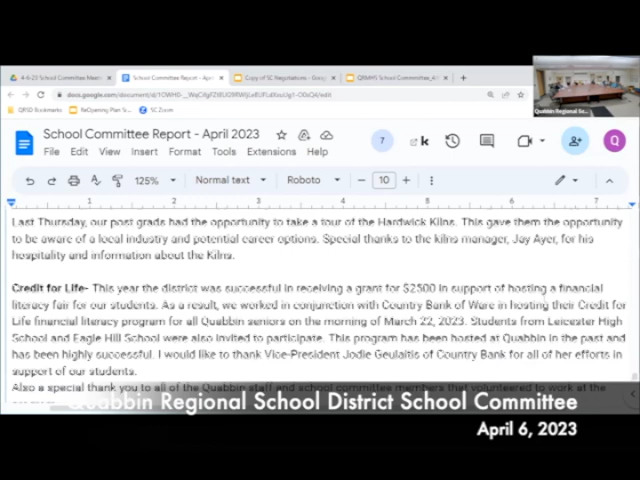 4-6-23 School Committee Meeti
School Committee Report - April
Copy of SC Negotiations - Goog
QRMHS School Committee_4/
docs.google.com/document/d/
QRSD Bookmarks
ReOpening Plan Sc...
SC Zoom
Quabbin Regional Sc...
School Committee Report - April 2023
File Edit View Insert Format Tools Extensions Help
7
k
Q
125%
Normal text
Roboto
10
1 2 3 4 5 6 7
Last Thursday, our post grads had the opportunity to take a tour of the Hardwick Kilns. This gave them the opportunity
to be aware of a local industry and potential career options. Special thanks to the kilns manager, Jay Ayer, for his
hospitality and information about the Kilns.
Credit for Life- This year the district was successful in receiving a grant for $2500 in support of hosting a financial
literacy fair for our students. As a result, we worked in conjunction with Country Bank of Ware in hosting their Credit for
Life financial literacy program for all Quabbin seniors on the morning of March 22, 2023. Students from Leicester High
School and Eagle Hill School were also invited to participate. This program has been hosted at Quabbin in the past and
has been highly successful. I would like to thank Vice-President Jodie Geulaitis of Country Bank for all of her efforts in
support of our students.
Also a special thank you to all of the Quabbin staff and school committee members that volunteered to work at the
Quabbin Regional School District School Committee
April 6, 2023